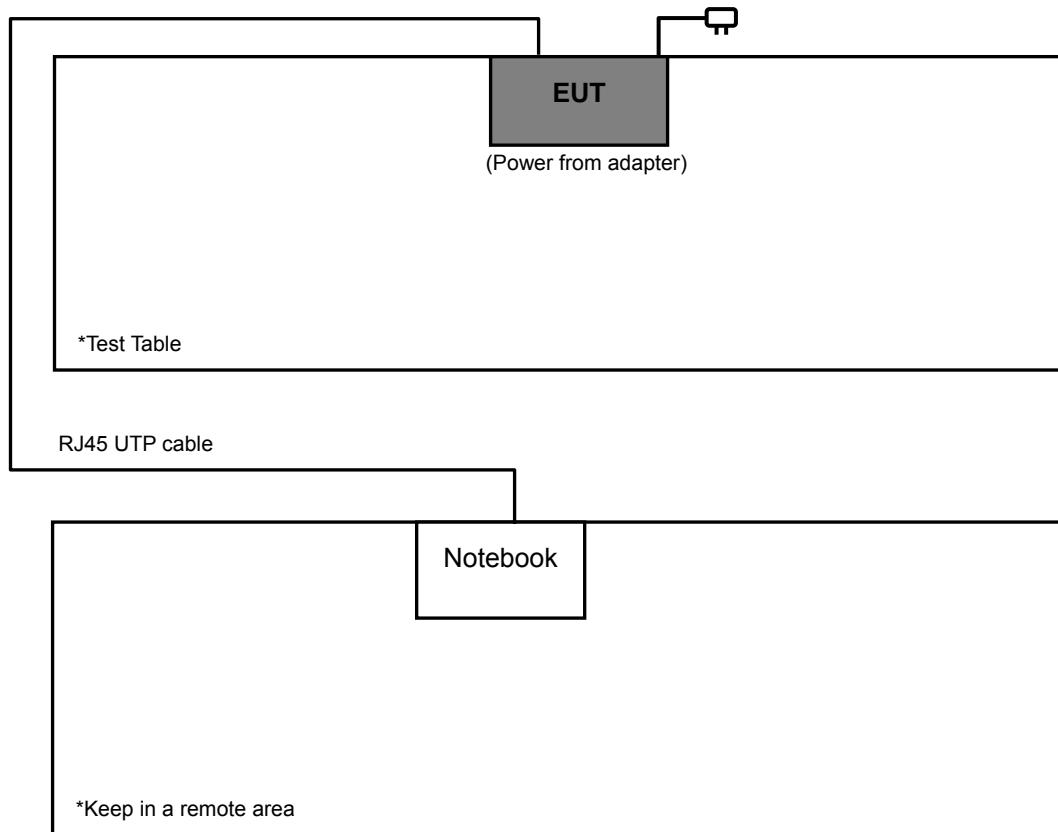 EUT
(Power from adapter)
*Test Table
RJ45 UTP cable
Notebook
*Keep in a remote area